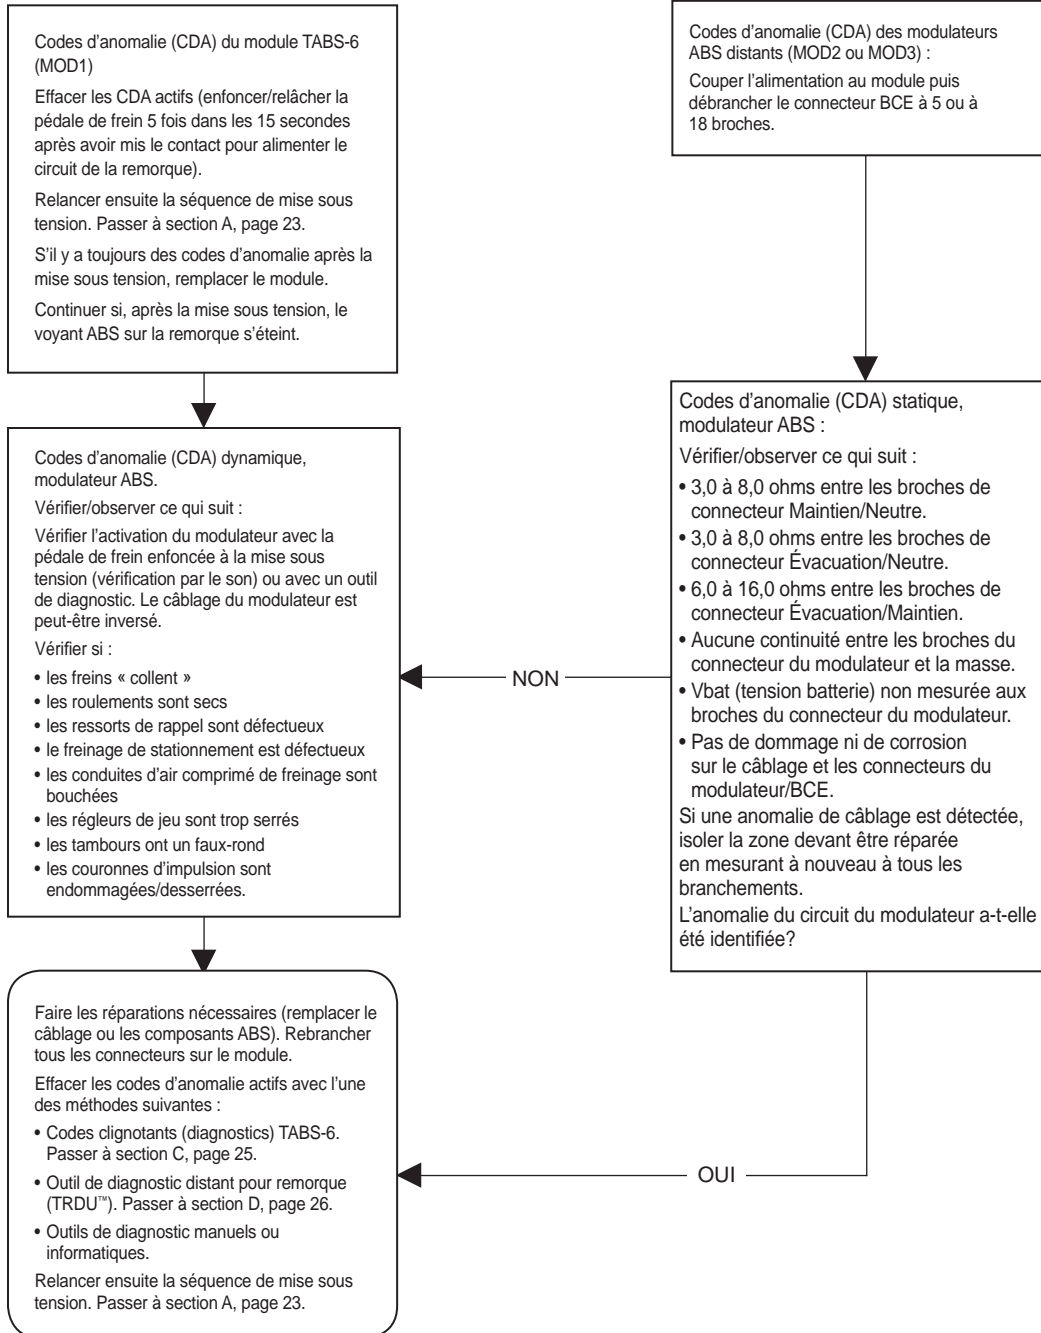 Codes d'anomalie (CDA) du module TABS-6
(MOD1)
Effacer les CDA actifs (enfoncer/relâcher la
pédale de frein 5 fois dans les 15 secondes
après avoir mis le contact pour alimenter le
circuit de la remorque).
Relancer ensuite la séquence de mise sous
tension. Passer à section A, page 23.
S'il y a toujours des codes d'anomalie après la
mise sous tension, remplacer le module.
Continuer si, après la mise sous tension, le
voyant ABS sur la remorque s'éteint.
Codes d'anomalie (CDA) des modulateurs
ABS distants (MOD2 ou MOD3) :
Couper l'alimentation au module puis
débrancher le connecteur BCE à 5 ou à
18 broches.
Codes d'anomalie (CDA) dynamique,
modulateur ABS.
Vérifier/observer ce qui suit :
Vérifier l'activation du modulateur avec la
pédale de frein enfoncée à la mise sous
tension (vérification par le son) ou avec un outil
de diagnostic. Le câblage du modulateur est
peut-être inversé.
Vérifier si :
• les freins « collent »
• les roulements sont secs
• les ressorts de rappel sont défectueux
• le freinage de stationnement est défectueux
• les conduites d'air comprimé de freinage sont
bouchées
• les régleurs de jeu sont trop serrés
• les tambours ont un faux-rond
• les couronnes d'impulsion sont
endommagées/desserrées.
NON
Codes d'anomalie (CDA) statique,
modulateur ABS :
Vérifier/observer ce qui suit :
• 3,0 à 8,0 ohms entre les broches de
connecteur Maintien/Neutre.
• 3,0 à 8,0 ohms entre les broches de
connecteur Évacuation/Neutre.
• 6,0 à 16,0 ohms entre les broches de
connecteur Évacuation/Maintien.
• Aucune continuité entre les broches du
connecteur du modulateur et la masse.
• Vbat (tension batterie) non mesurée aux
broches du connecteur du modulateur.
• Pas de dommage ni de corrosion
sur le câblage et les connecteurs du
modulateur/BCE.
Si une anomalie de câblage est détectée,
isoler la zone devant être réparée
en mesurant à nouveau à tous les
branchements.
L'anomalie du circuit du modulateur a-t-elle
été identifiée?
Faire les réparations nécessaires (remplacer le
câblage ou les composants ABS). Rebrancher
tous les connecteurs sur le module.
Effacer les codes d'anomalie actifs avec l'une
des méthodes suivantes :
• Codes clignotants (diagnostics) TABS-6.
Passer à section C, page 25.
• Outil de diagnostic distant pour remorque
(TRDU™). Passer à section D, page 26.
• Outils de diagnostic manuels ou
informatiques.
Relancer ensuite la séquence de mise sous
tension. Passer à section A, page 23.
OUI